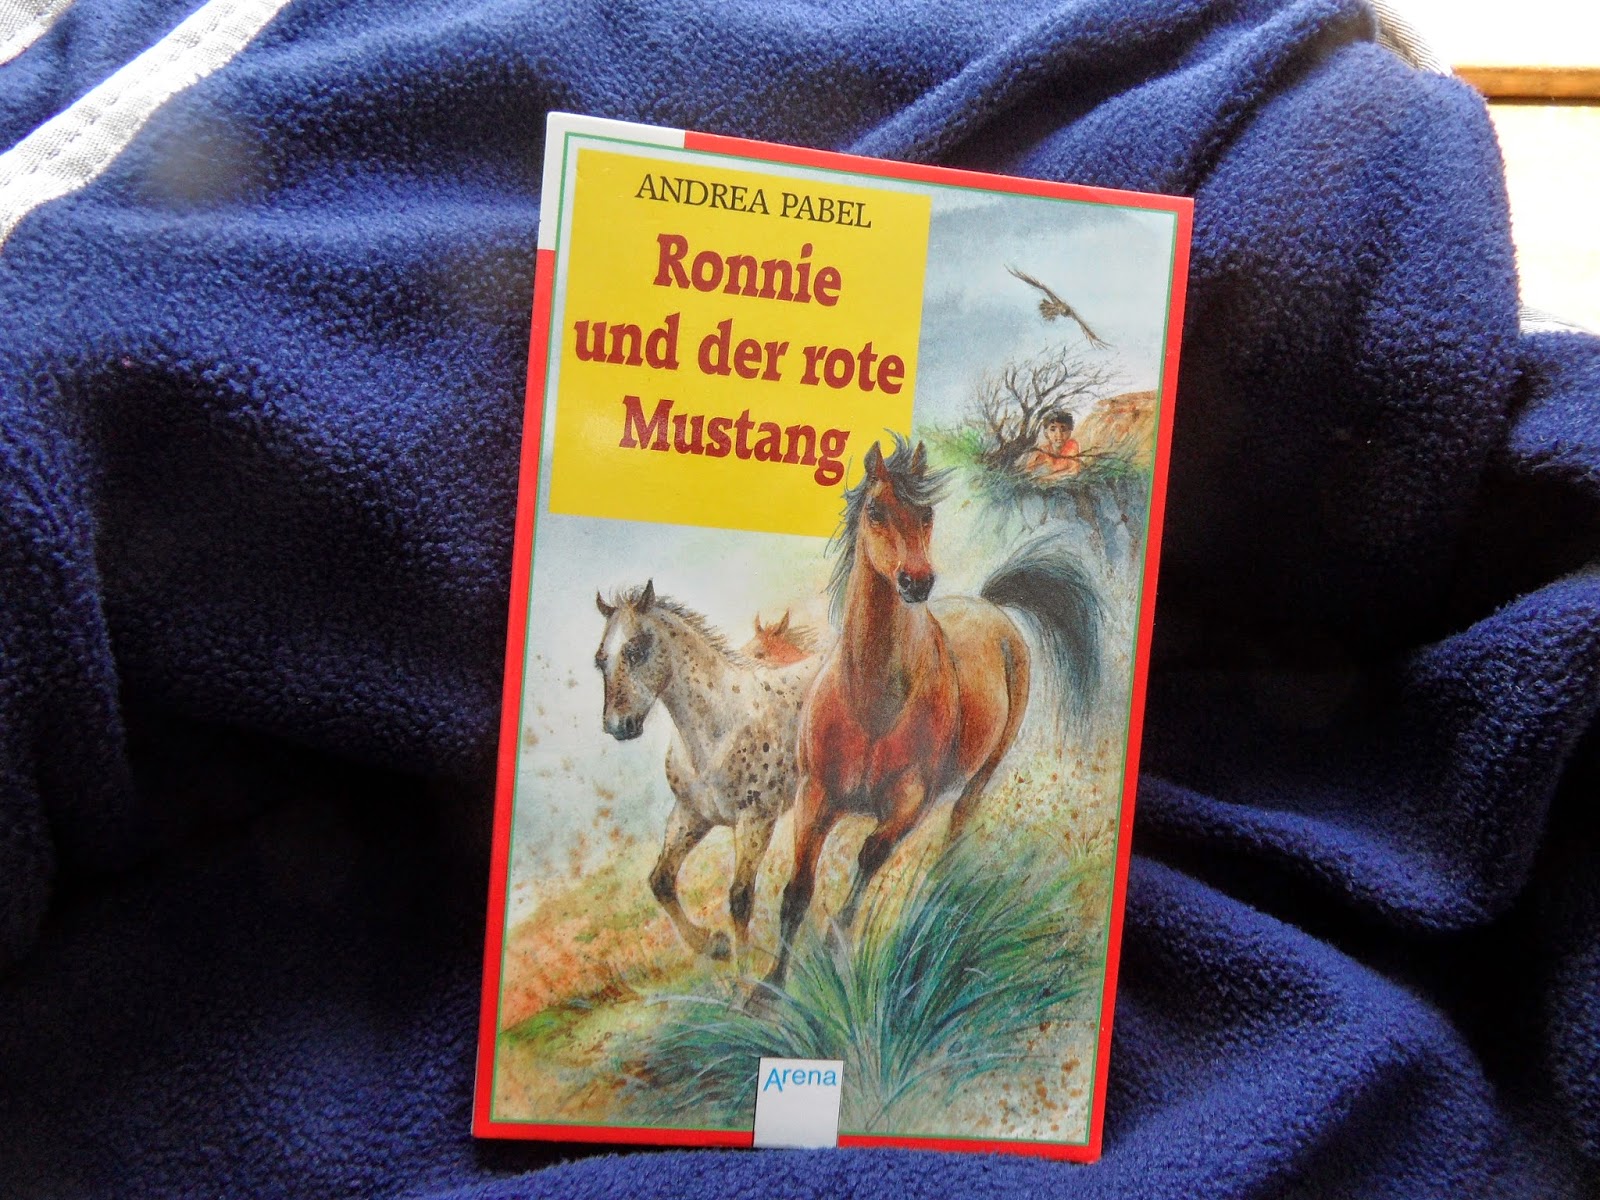 ANDREA PABEL
Ronnie
und der rote
Mustang
Arena